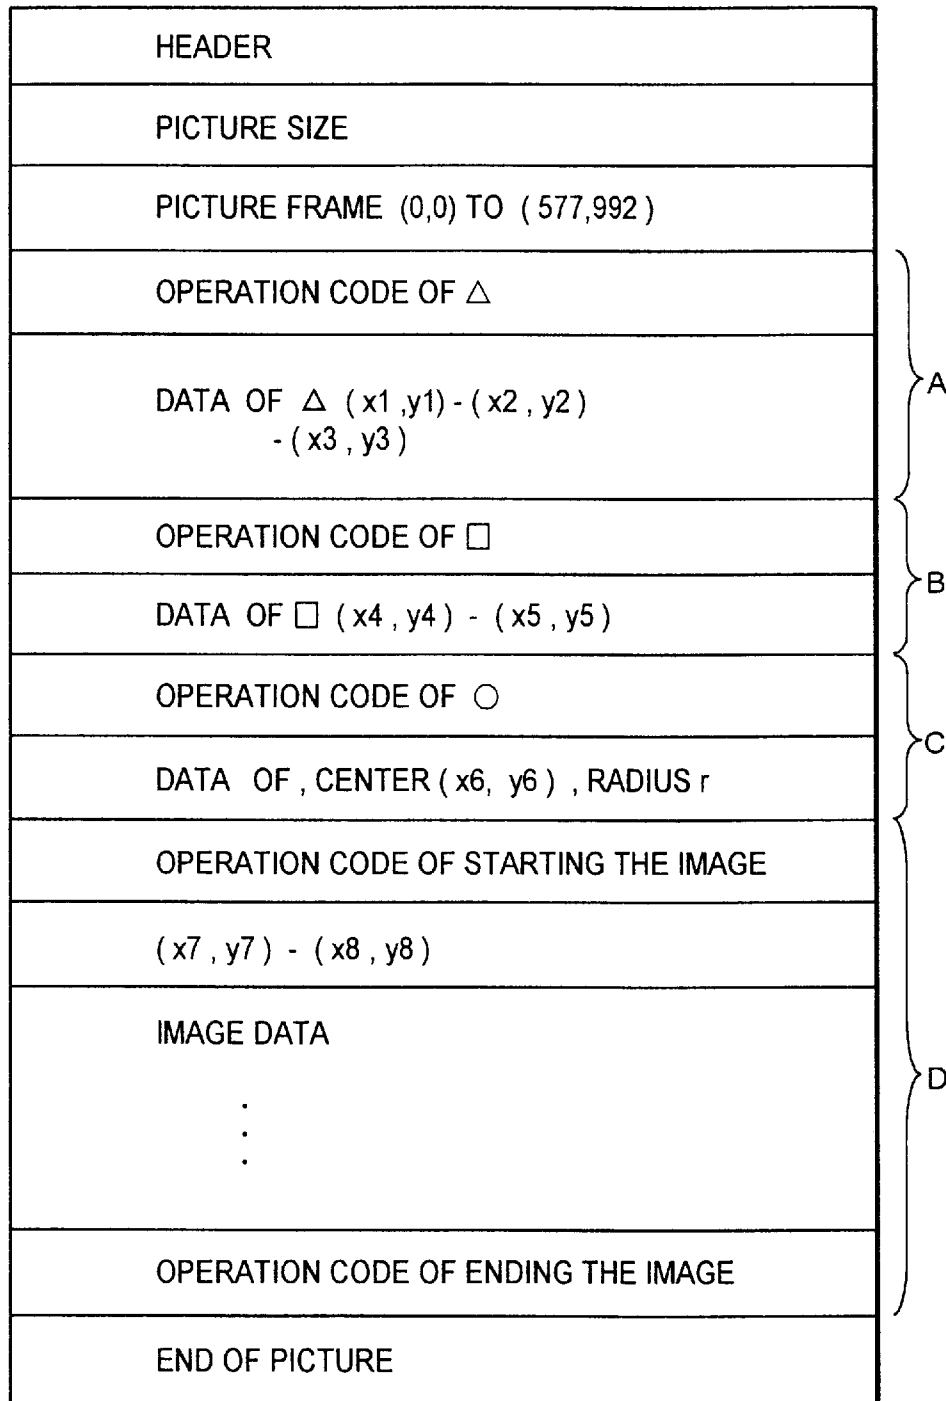 HEADER
PICTURE SIZE
PICTURE FRAME (0,0) TO ( 577,992 )
OPERATION CODE OF △
DATA OF △ ( x1 ,y1) - ( x2 , y2 )
- ( x3 , y3 )
A
OPERATION CODE OF □
DATA OF □ ( x4 , y4 ) - ( x5 , y5 )
B
OPERATION CODE OF ○
DATA OF , CENTER ( x6, y6 ) , RADIUS r
C
OPERATION CODE OF STARTING THE IMAGE
( x7 , y7 ) - ( x8 , y8 )
IMAGE DATA
.
.
.
D
OPERATION CODE OF ENDING THE IMAGE
END OF PICTURE